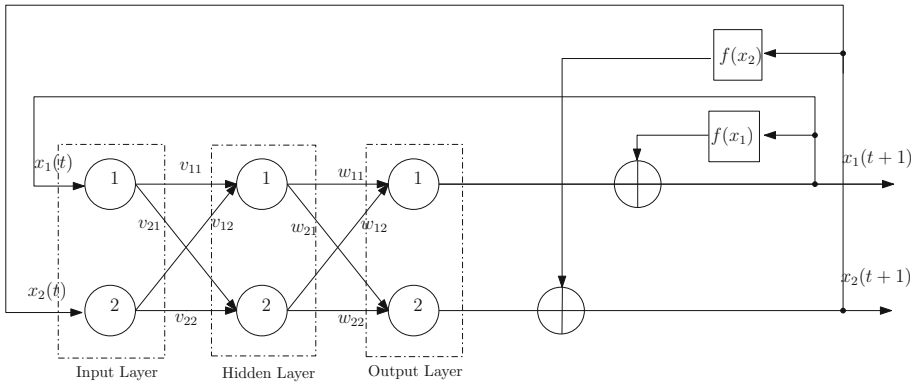 f(x₂)
f(x₁)
x₁(t)
1
v₁₁
1
w₁₁
1
x₁(t+1)
v₂₁
v₁₂
w₂₁
w₁₂
x₂(t)
2
v₂₂
2
w₂₂
2
x₂(t+1)
Input Layer
Hidden Layer
Output Layer